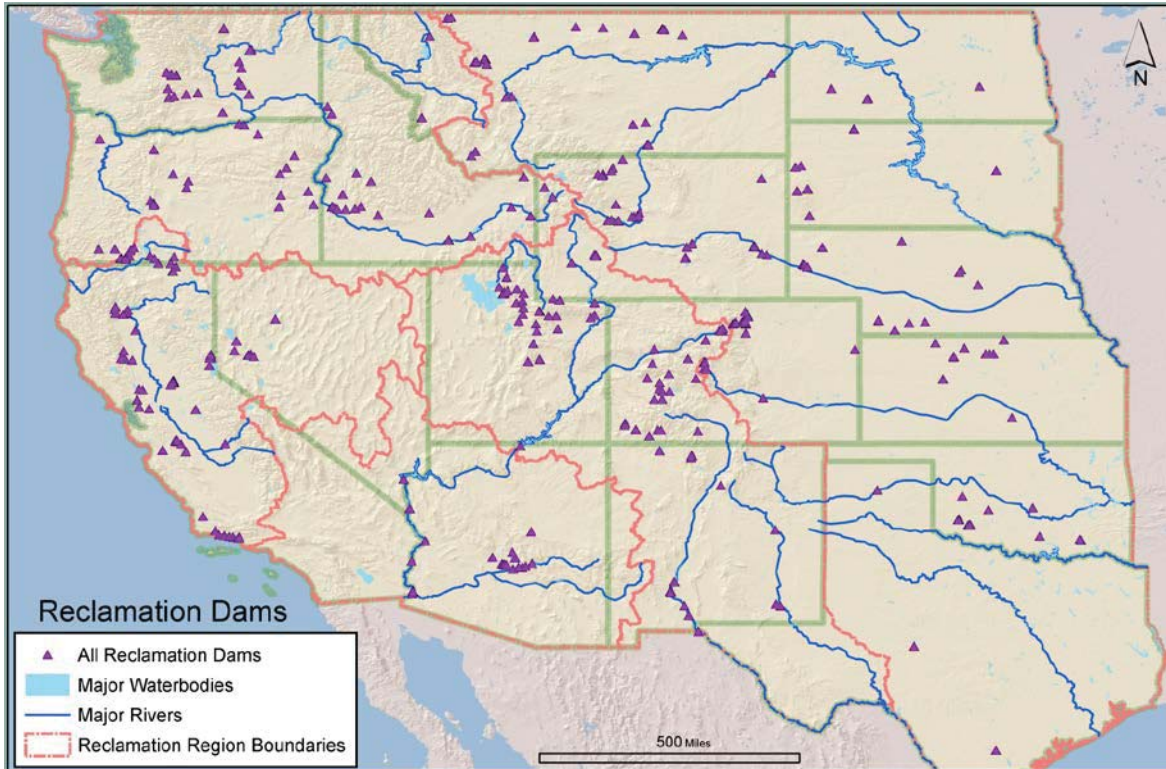 N
Reclamation Dams
All Reclamation Dams
Major Waterbodies
Major Rivers
Reclamation Region Boundaries
500 Miles